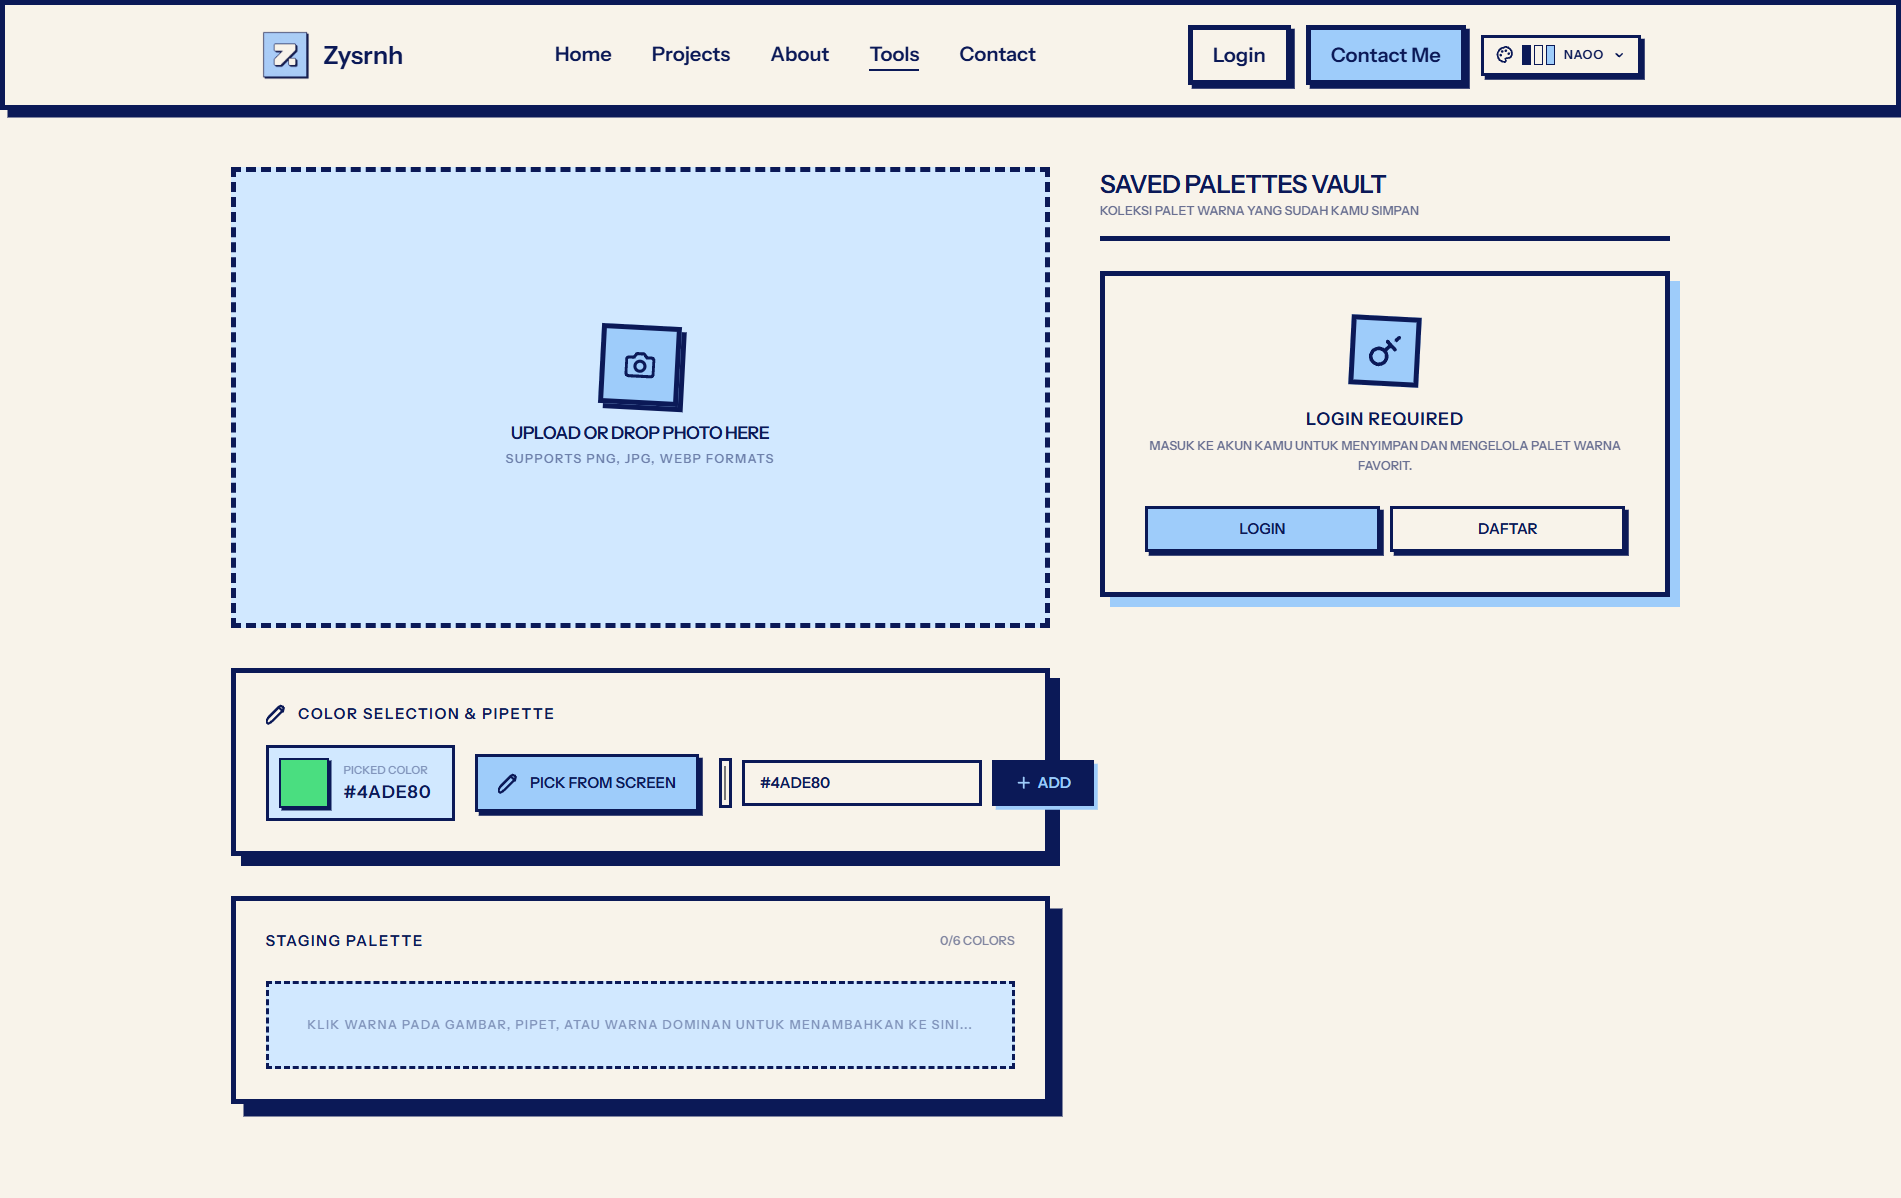 Zysrnh
Home
Projects
About
Tools
Contact
Login
Contact Me
NAOO
UPLOAD OR DROP PHOTO HERE
SUPPORTS PNG, JPG, WEBP FORMATS
SAVED PALETTES VAULT
KOLEKSI PALET WARNA YANG SUDAH KAMU SIMPAN
LOGIN REQUIRED
MASUK KE AKUN KAMU UNTUK MENYIMPAN DAN MENGELOLA PALET WARNA
FAVORIT.
LOGIN
DAFTAR
COLOR SELECTION & PIPETTE
PICKED COLOR
#4ADE80
PICK FROM SCREEN
#4ADE80
+ ADD
STAGING PALETTE
0/6 COLORS
KLIK WARNA PADA GAMBAR, PIPET, ATAU WARNA DOMINAN UNTUK MENAMBAHKAN KE SINI...